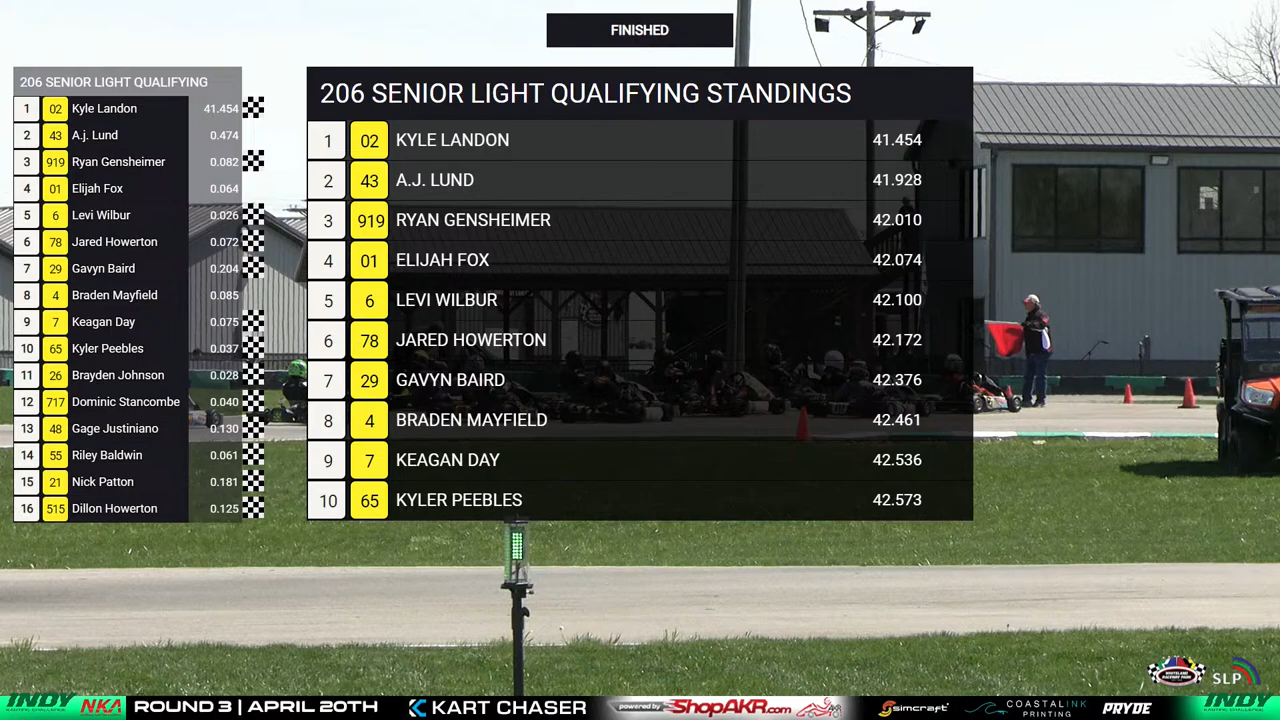 FINISHED
206 SENIOR LIGHT QUALIFYING
1 02 Kyle Landon 41.454
2 43 A.j. Lund 0.474
3 919 Ryan Gensheimer 0.082
4 01 Elijah Fox 0.064
5 6 Levi Wilbur 0.026
6 78 Jared Howerton 0.072
7 29 Gavyn Baird 0.204
8 4 Braden Mayfield 0.085
9 7 Keagan Day 0.075
10 65 Kyler Peebles 0.037
11 26 Brayden Johnson 0.028
12 717 Dominic Stancombe 0.040
13 48 Gage Justiniano 0.130
14 55 Riley Baldwin 0.061
15 21 Nick Patton 0.181
16 515 Dillon Howerton 0.125
206 SENIOR LIGHT QUALIFYING STANDINGS
1 02 KYLE LANDON 41.454
2 43 A.J. LUND 41.928
3 919 RYAN GENSHEIMER 42.010
4 01 ELIJAH FOX 42.074
5 6 LEVI WILBUR 42.100
6 78 JARED HOWERTON 42.172
7 29 GAVYN BAIRD 42.376
8 4 BRADEN MAYFIELD 42.461
9 7 KEAGAN DAY 42.536
10 65 KYLER PEEBLES 42.573
WHITELAND RACEWAY PARK SLP
INDY NKA ROUND 3 | APRIL 20TH KART CHASER powered by ShopAKR.com simcraft COASTALINK PRINTING PRYDE INDY